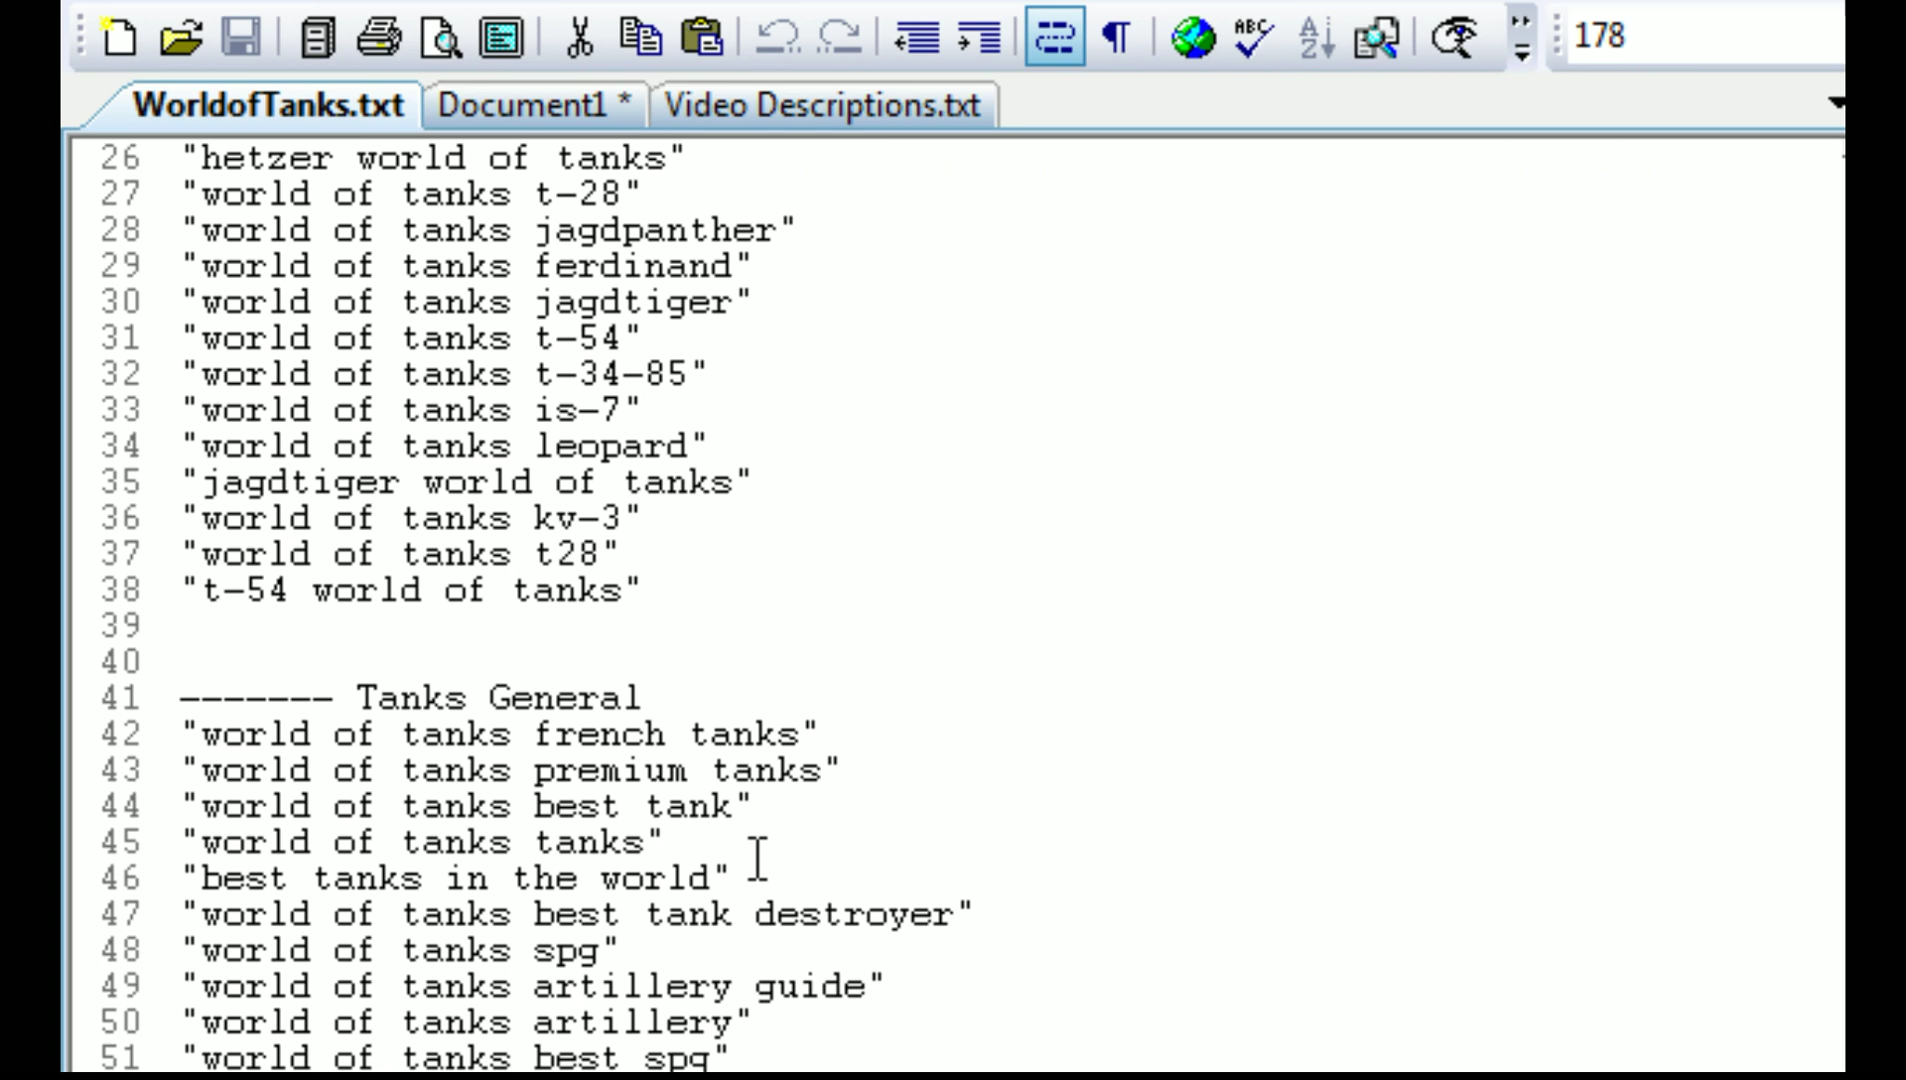 ABC
A
Z
178
WorldofTanks.txt Document1 * Video Descriptions.txt
26 "hetzer world of tanks"
27 "world of tanks t-28"
28 "world of tanks jagdpanther"
29 "world of tanks ferdinand"
30 "world of tanks jagdtiger"
31 "world of tanks t-54"
32 "world of tanks t-34-85"
33 "world of tanks is-7"
34 "world of tanks leopard"
35 "jagdtiger world of tanks"
36 "world of tanks kv-3"
37 "world of tanks t28"
38 "t-54 world of tanks"
39
40
41 ------- Tanks General
42 "world of tanks french tanks"
43 "world of tanks premium tanks"
44 "world of tanks best tank"
45 "world of tanks tanks"
46 "best tanks in the world"
47 "world of tanks best tank destroyer"
48 "world of tanks spg"
49 "world of tanks artillery guide"
50 "world of tanks artillery"
51 "world of tanks best spg"